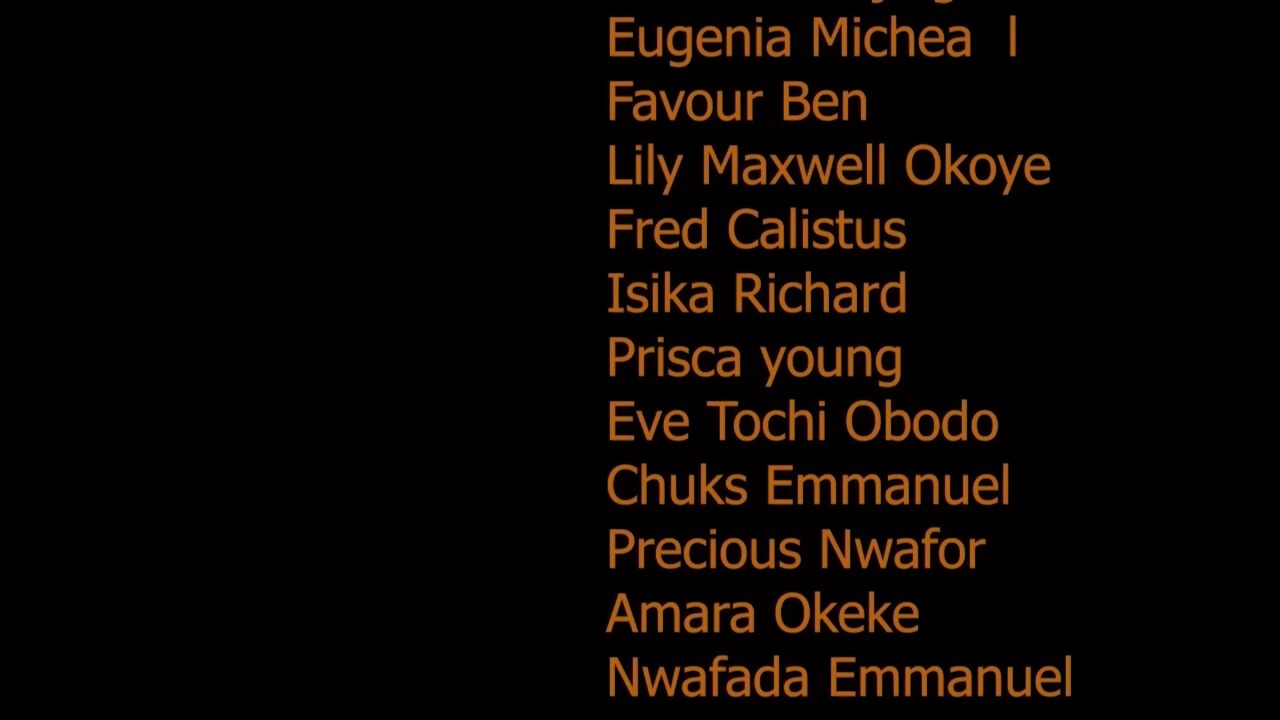 Eugenia Michea  l
Favour Ben
Lily Maxwell Okoye
Fred Calistus
Isika Richard
Prisca young
Eve Tochi Obodo
Chuks Emmanuel
Precious Nwafor
Amara Okeke
Nwafada Emmanuel